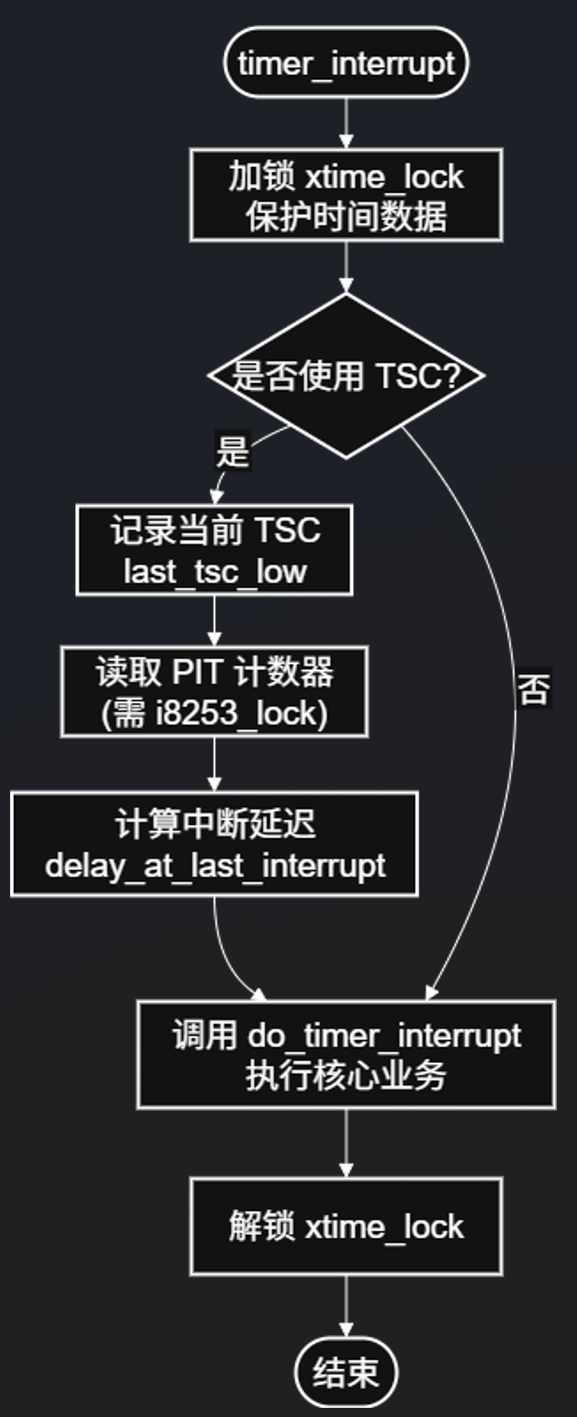 timer_interrupt
加锁 xtime_lock
保护时间数据
是否使用 TSC?
是
记录当前 TSC
last_tsc_low
读取 PIT 计数器
(需 i8253_lock)
否
计算中断延迟
delay_at_last_interrupt
调用 do_timer_interrupt
执行核心业务
解锁 xtime_lock
结束